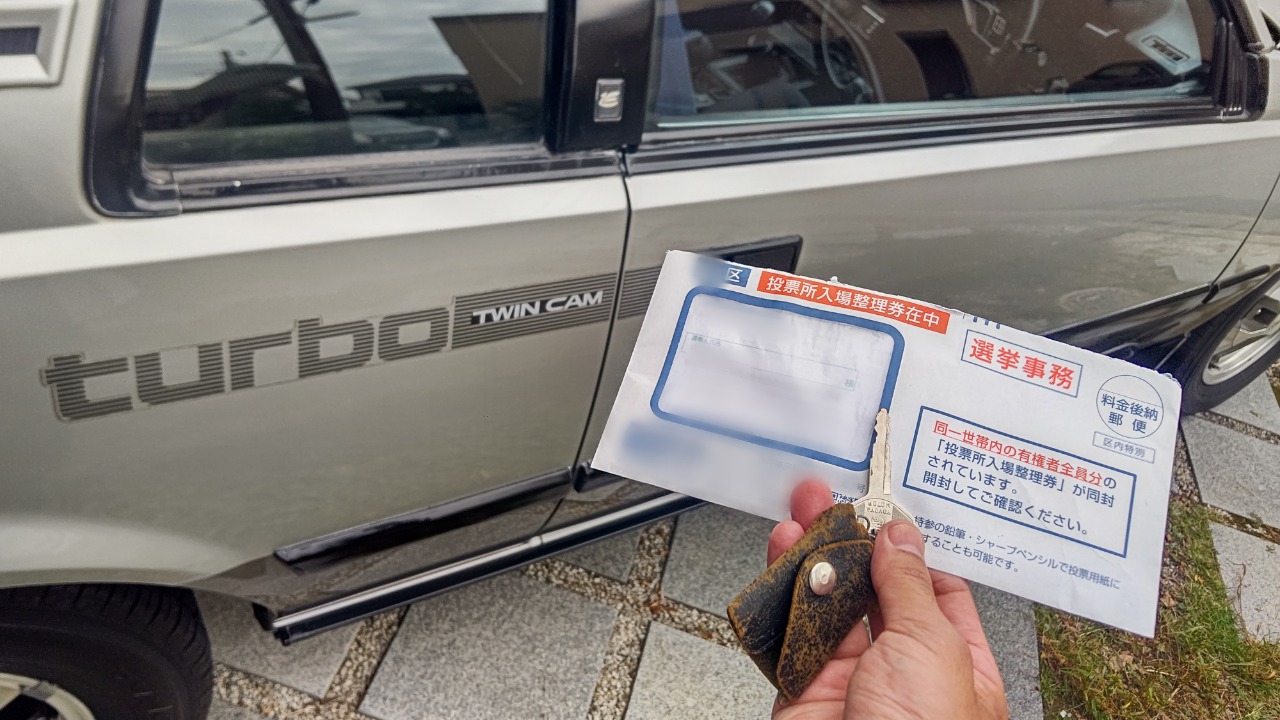 turbo
TWIN CAM
区
投票所入場整理券在中
選挙事務
料金後納
郵便
区内特別
様
同一世帯内の有権者全員分の
「投票所入場整理券」が同封
されています。
開封してご確認ください。
持参の鉛筆・シャープペンシルで投票用紙に
することも可能です。